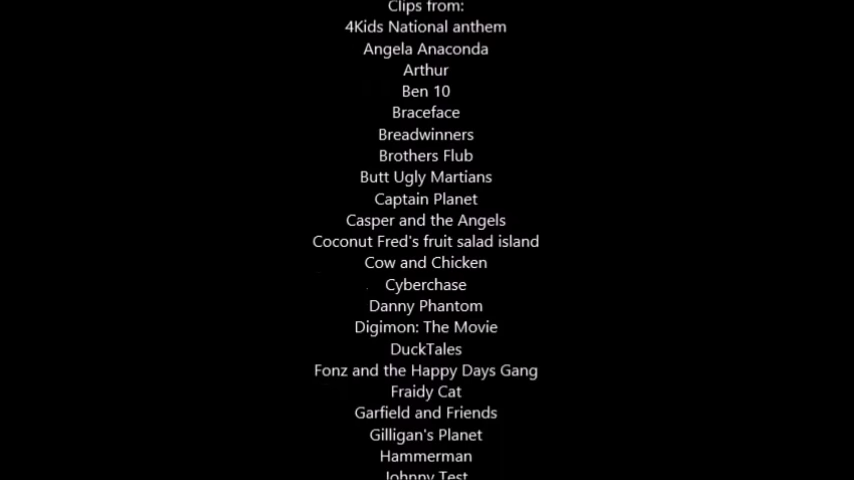 Clips from:
4Kids National anthem
Angela Anaconda
Arthur
Ben 10
Braceface
Breadwinners
Brothers Flub
Butt Ugly Martians
Captain Planet
Casper and the Angels
Coconut Fred's fruit salad island
Cow and Chicken
Cyberchase
Danny Phantom
Digimon: The Movie
DuckTales
Fonz and the Happy Days Gang
Fraidy Cat
Garfield and Friends
Gilligan's Planet
Hammerman
Johnny Test